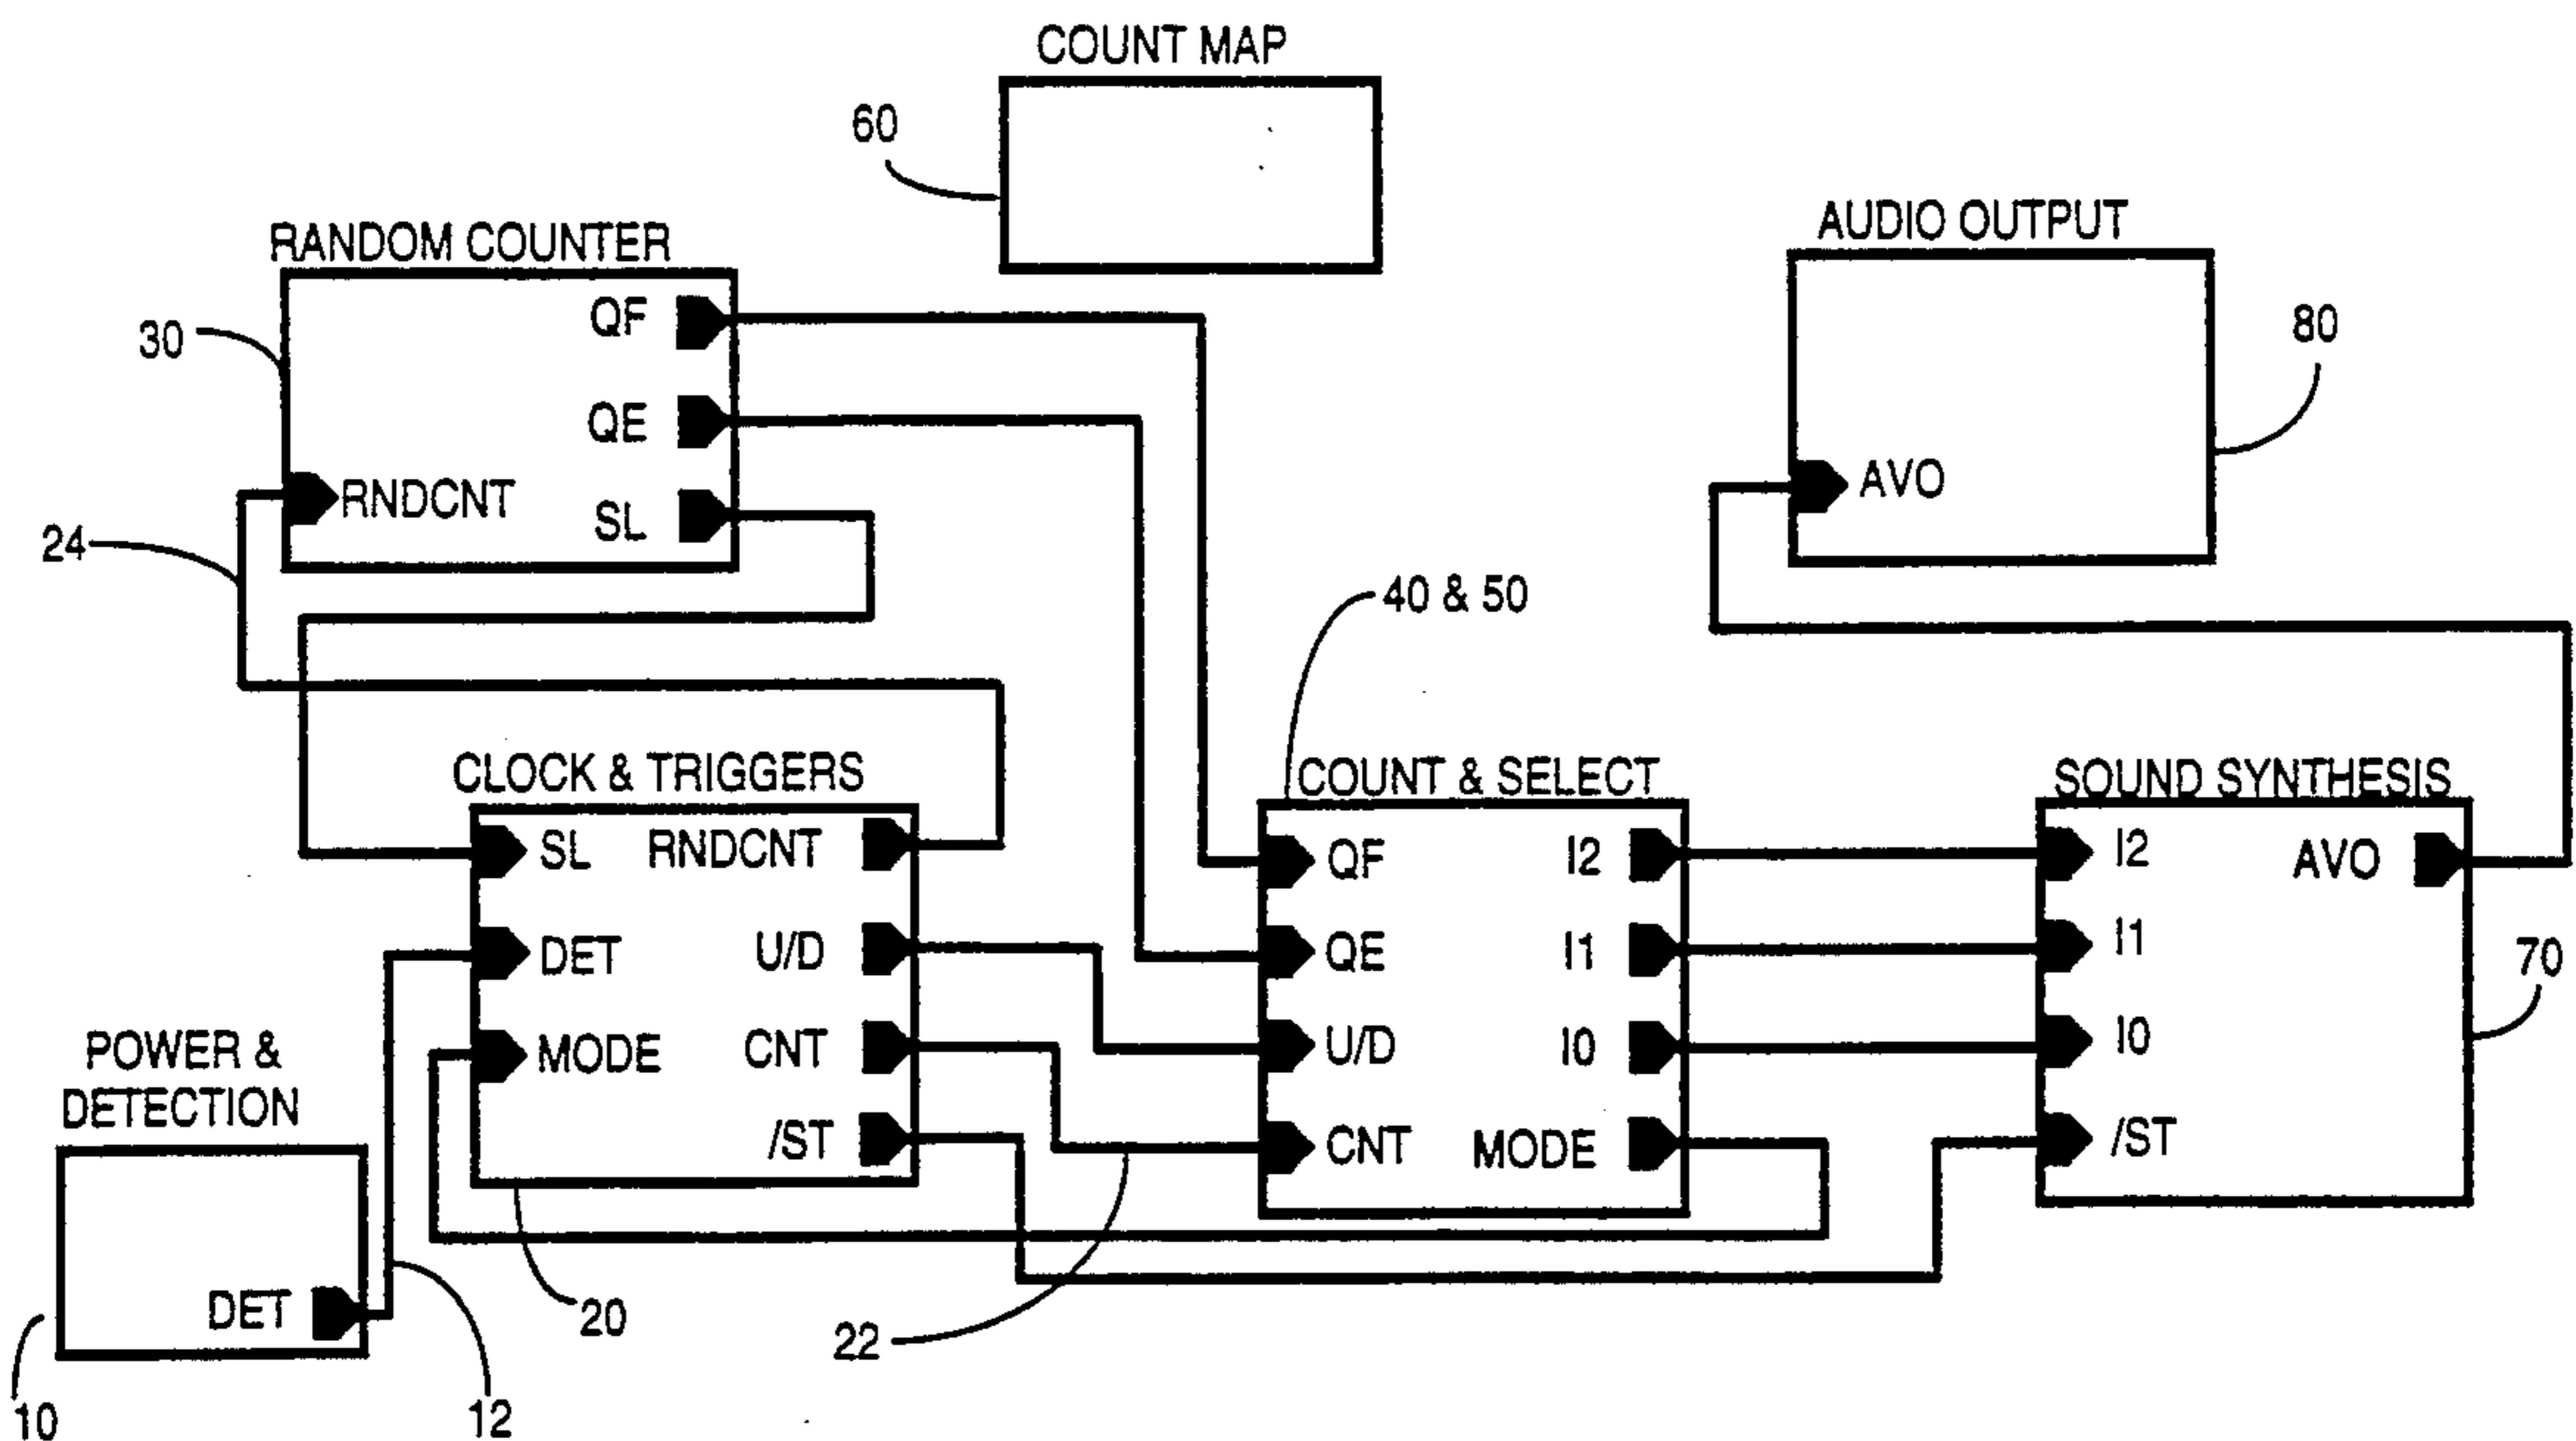 COUNT MAP
60
AUDIO OUTPUT
80
AVO
RANDOM COUNTER
30
QF
QE
RNDCNT
SL
24
40 & 50
CLOCK & TRIGGERS
SL
RNDCNT
DET
U/D
MODE
CNT
/ST
20
COUNT & SELECT
QF
I2
QE
I1
U/D
I0
CNT
MODE
22
SOUND SYNTHESIS
I2
AVO
I1
I0
/ST
70
POWER &
DETECTION
DET
10
12